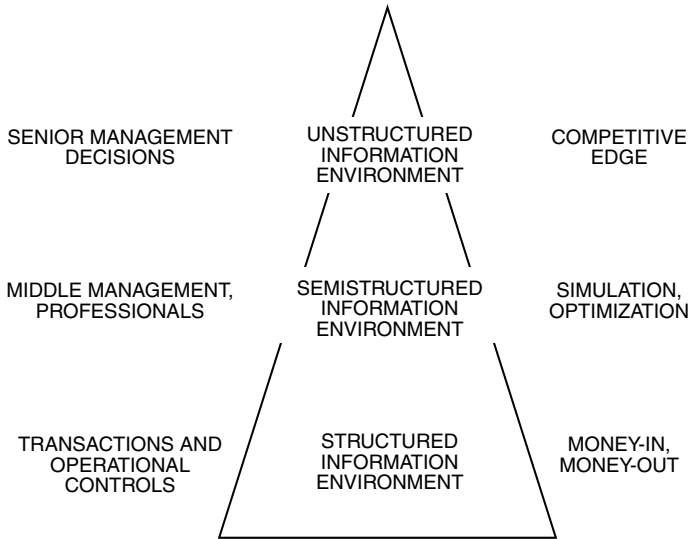 SENIOR MANAGEMENT
DECISIONS
UNSTRUCTURED
INFORMATION
ENVIRONMENT
COMPETITIVE
EDGE
MIDDLE MANAGEMENT,
PROFESSIONALS
SEMISTRUCTURED
INFORMATION
ENVIRONMENT
SIMULATION,
OPTIMIZATION
TRANSACTIONS AND
OPERATIONAL
CONTROLS
STRUCTURED
INFORMATION
ENVIRONMENT
MONEY-IN,
MONEY-OUT